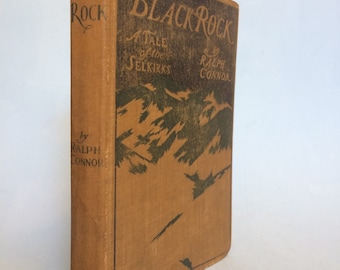 ROCK
by
RALPH
CONNOR
BLACK ROCK
A TALE
of the
SELKIRKS
by
RALPH
CONNOR